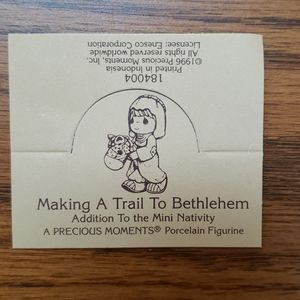 184004
Printed in Indonesia
©1996 Precious Moments, Inc.
All rights reserved worldwide
Licensee: Enesco Corporation
Making A Trail To Bethlehem
Addition To the Mini Nativity
A PRECIOUS MOMENTS® Porcelain Figurine